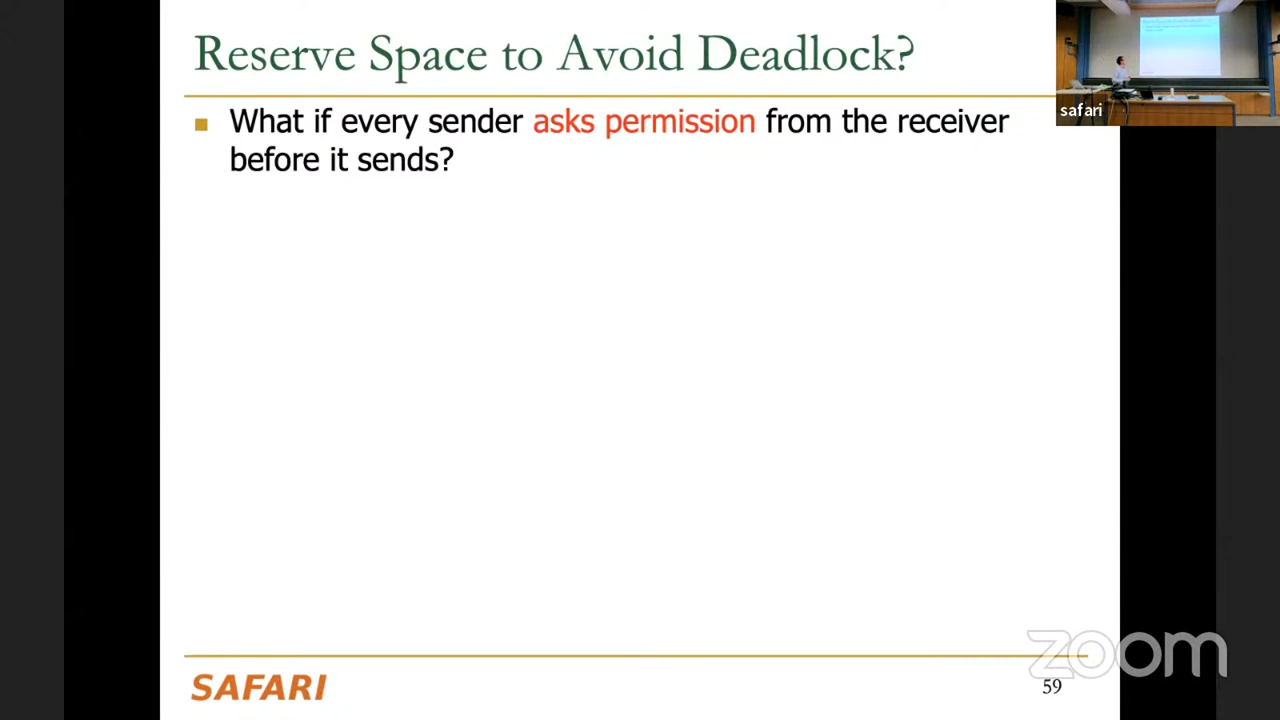 Reserve Space to Avoid Deadlock?
What if every sender asks permission from the receiver
before it sends?
safari
SAFARI
59
zoom